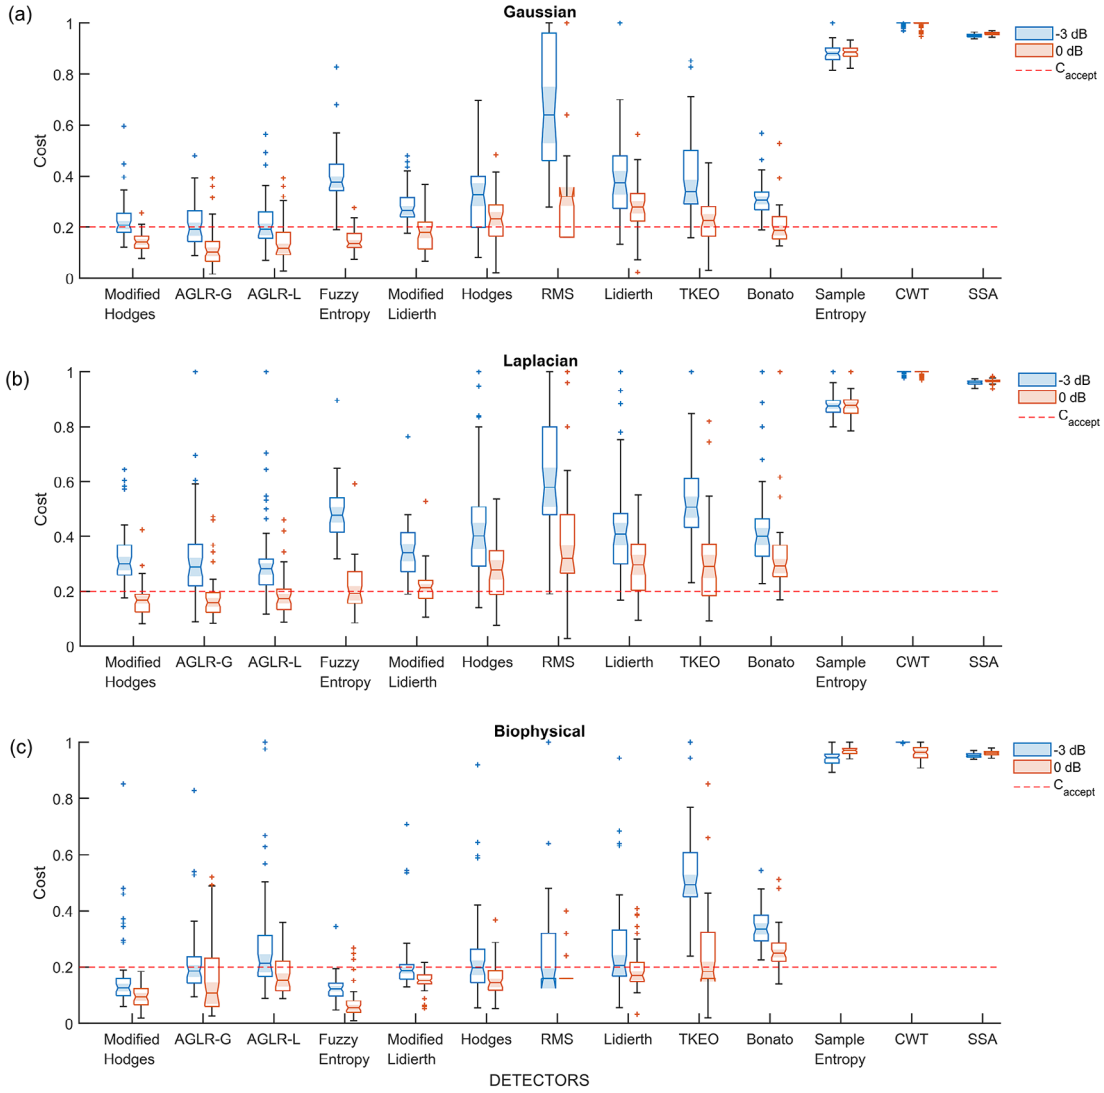 (a)
Gaussian
1
0.8
0.6
0.4
0.2
0
Cost
-3 dB
0 dB
Caccept
Modified Hodges
AGLR-G
AGLR-L
Fuzzy Entropy
Modified Lidierth
Hodges
RMS
Lidierth
TKEO
Bonato
Sample Entropy
CWT
SSA
(b)
Laplacian
1
0.8
0.6
0.4
0.2
0
Cost
-3 dB
0 dB
Caccept
Modified Hodges
AGLR-G
AGLR-L
Fuzzy Entropy
Modified Lidierth
Hodges
RMS
Lidierth
TKEO
Bonato
Sample Entropy
CWT
SSA
(c)
Biophysical
1
0.8
0.6
0.4
0.2
0
Cost
-3 dB
0 dB
Caccept
Modified Hodges
AGLR-G
AGLR-L
Fuzzy Entropy
Modified Lidierth
Hodges
RMS
Lidierth
TKEO
Bonato
Sample Entropy
CWT
SSA
DETECTORS